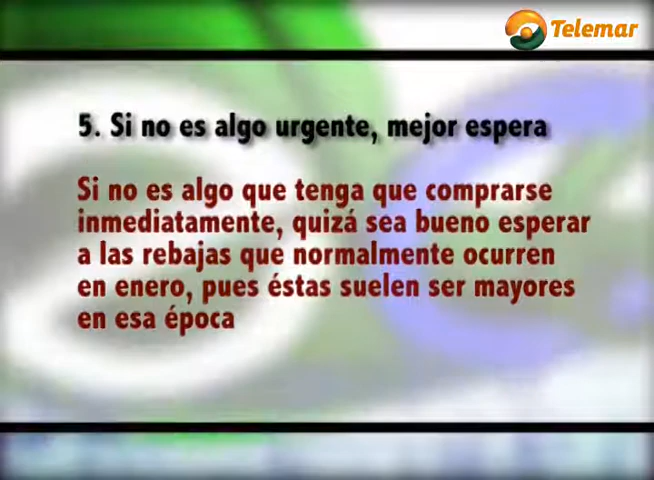 Telemar
5. Si no es algo urgente, mejor espera
Si no es algo que tenga que comprarse
inmediatamente, quizá sea bueno esperar
a las rebajas que normalmente ocurren
en enero, pues éstas suelen ser mayores
en esa época